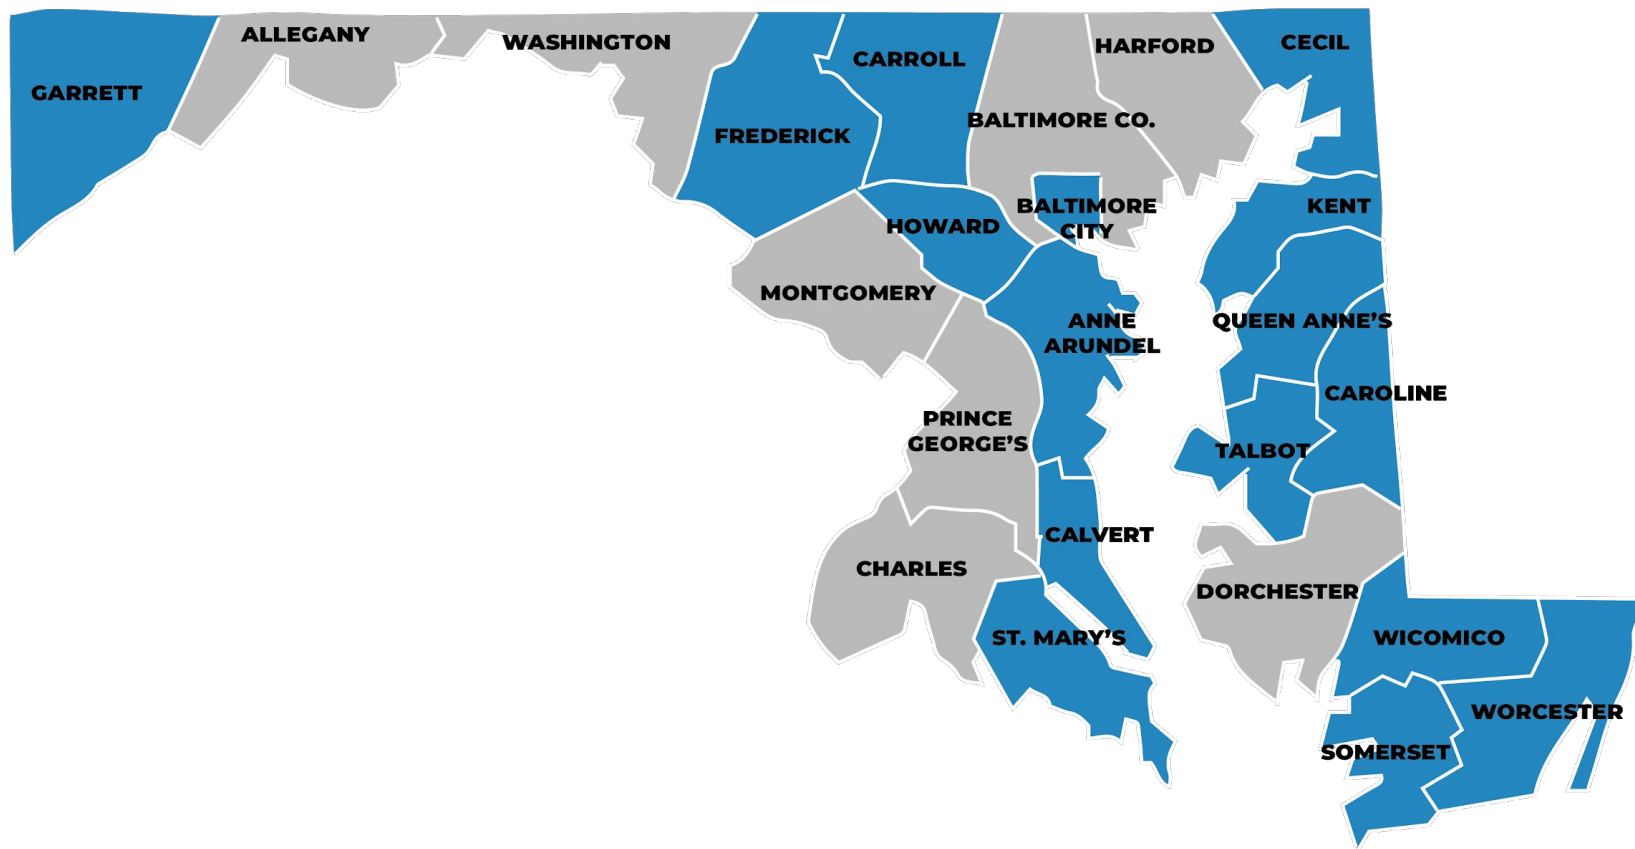 GARRETT
ALLEGANY
WASHINGTON
FREDERICK
CARROLL
BALTIMORE CO.
HARFORD
CECIL
HOWARD
BALTIMORE
CITY
KENT
MONTGOMERY
ANNE
ARUNDEL
QUEEN ANNE’S
CAROLINE
PRINCE
GEORGE’S
TALBOT
CALVERT
CHARLES
DORCHESTER
ST. MARY’S
WICOMICO
WORCESTER
SOMERSET